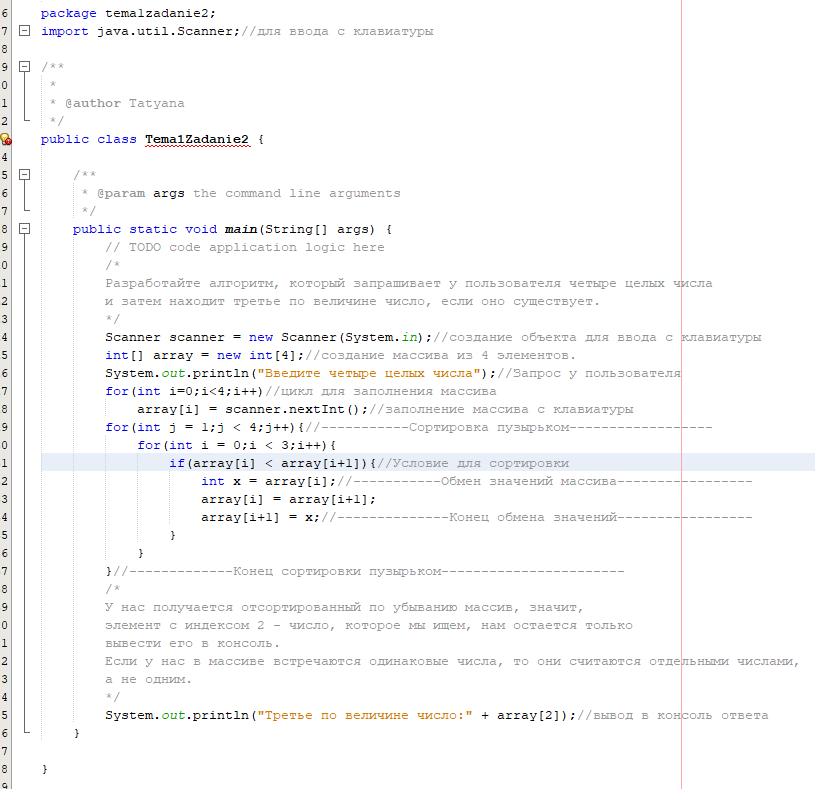 6 package tema1zadanie2;
7 import java.util.Scanner;//для ввода с клавиатуры
8
9 /**
0 *
1 * @author Tatyana
2 */
public class Tema1Zadanie2 {
4
5 /**
6 * @param args the command line arguments
7 */
8 public static void main(String[] args) {
9 // TODO code application logic here
0 /*
1 Разработайте алгоритм, который запрашивает у пользователя четыре целых числа
2 и затем находит третье по величине число, если оно существует.
3 */
4 Scanner scanner = new Scanner(System.in);//создание объекта для ввода с клавиатуры
5 int[] array = new int[4];//создание массива из 4 элементов.
6 System.out.println("Введите четыре целых числа");//Запрос у пользователя
7 for(int i=0;i<4;i++)//цикл для заполнения массива
8 array[i] = scanner.nextInt();//заполнение массива с клавиатуры
9 for(int j = 1;j < 4;j++){//-----------Сортировка пузырьком------------------
0 for(int i = 0;i < 3;i++){
1 if(array[i] < array[i+1]){//Условие для сортировки
2 int x = array[i];//-----------Обмен значений массива-----------------
3 array[i] = array[i+1];
4 array[i+1] = x;//--------------Конец обмена значений-----------------
5 }
6 }
7 }//-------------Конец сортировки пузырьком-----------------------
8 /*
9 У нас получается отсортированный по убыванию массив, значит,
0 элемент с индексом 2 - число, которое мы ищем, нам остается только
1 вывести его в консоль.
2 Если у нас в массиве встречаются одинаковые числа, то они считаются отдельными числами,
3 а не одним.
4 */
5 System.out.println("Третье по величине число:" + array[2]);//вывод в консоль ответа
6 }
7
8 }
9